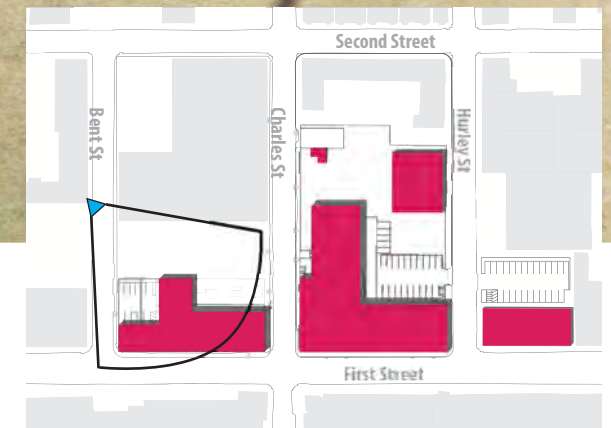 Second Street
Bent St
Charles St
Hurley St
First Street